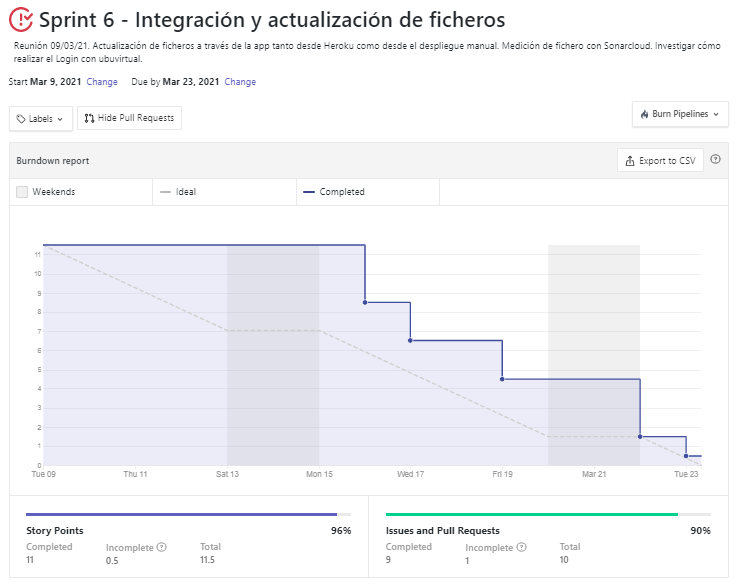 Sprint 6 - Integración y actualización de ficheros
Reunión 09/03/21. Actualización de ficheros a través de la app tanto desde Heroku como desde el despliegue manual. Medición de fichero con Sonarcloud. Investigar cómo
realizar el Login con ubuvirtual.
Start Mar 9, 2021 Change Due by Mar 23, 2021 Change
Labels Hide Pull Requests Burn Pipelines
Burndown report Export to CSV
Weekends Ideal Completed
11
10
9
8
7
6
5
4
3
2
1
0
Tue 09 Thu 11 Sat 13 Mon 15 Wed 17 Fri 19 Mar 21 Tue 23
Story Points 96%
Completed Incomplete Total
11 0.5 11.5
Issues and Pull Requests 90%
Completed Incomplete Total
9 1 10